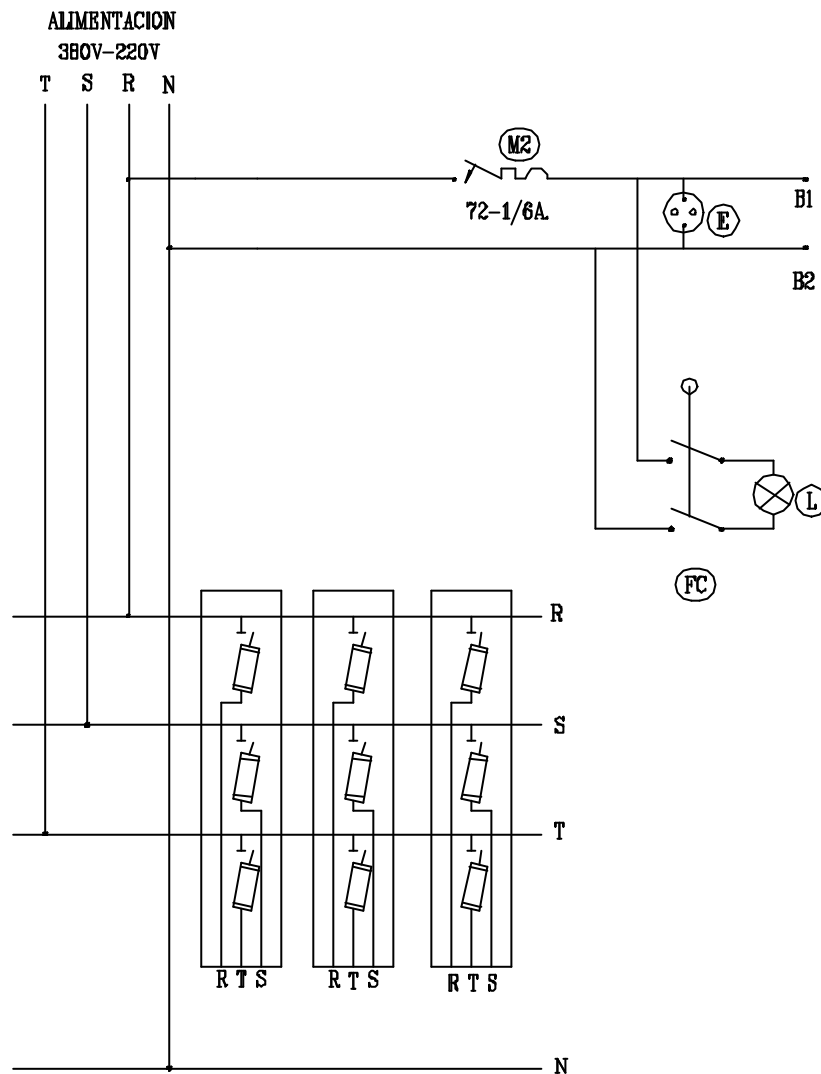 ALIMENTACION
380V-220V
T S R N
M2
72-1/6A.
B1
E
B2
L
FC
R
S
T
R T S R T S R T S
N